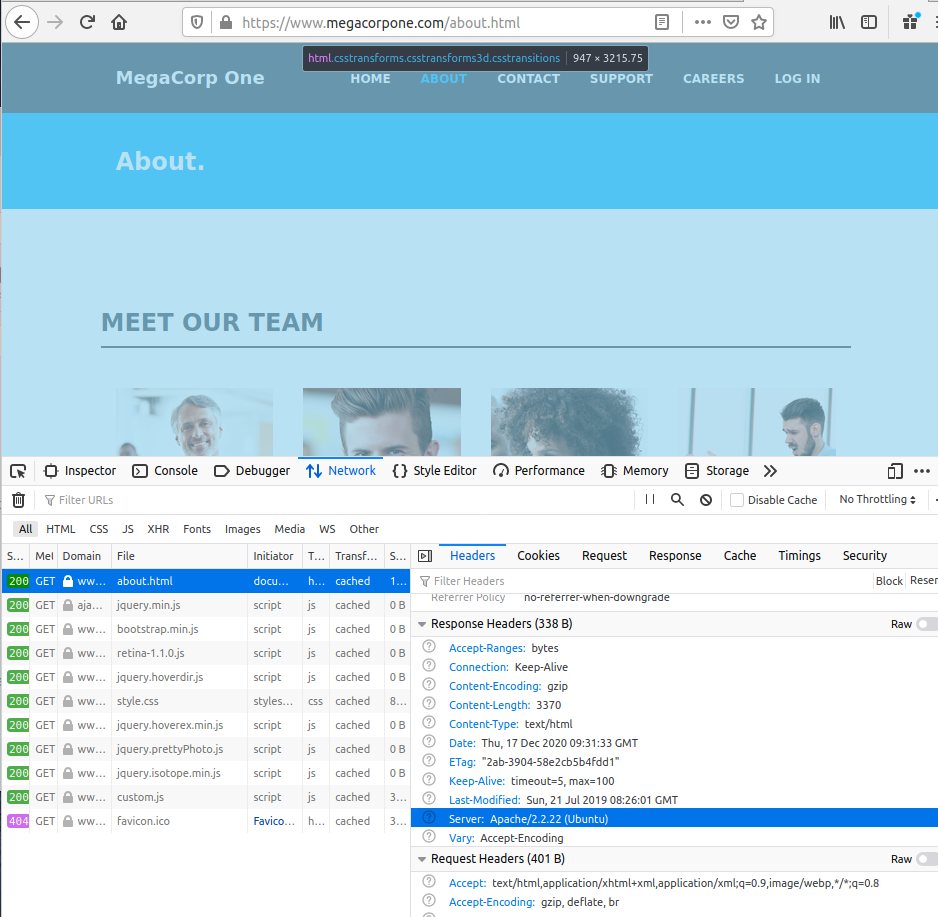 https://www.megacorpone.com/about.html
html.csstransforms.csstransforms3d.csstransitions 947 × 3215.75
MegaCorp One HOME ABOUT CONTACT SUPPORT CAREERS LOG IN
About.
MEET OUR TEAM
Inspector Console Debugger Network Style Editor Performance Memory Storage
Filter URLs Disable Cache No Throttling
All HTML CSS JS XHR Fonts Images Media WS Other
S... Met Domain File Initiator T... Transf... S...
200 GET ww... about.html docu... h... cached 1...
200 GET aja... jquery.min.js script js cached 0 B
200 GET ww... bootstrap.min.js script js cached 0 B
200 GET ww... retina-1.1.0.js script js cached 0 B
200 GET ww... jquery.hoverdir.js script js cached 0 B
200 GET ww... style.css styles... css cached 8...
200 GET ww... jquery.hoverex.min.js script js cached 0 B
200 GET ww... jquery.prettyPhoto.js script js cached 0 B
200 GET ww... jquery.isotope.min.js script js cached 0 B
200 GET ww... custom.js script js cached 3...
404 GET ww... favicon.ico Favico... h... cached 3...
Headers Cookies Request Response Cache Timings Security
Filter Headers Block Reser
Referrer Policy no-referrer-when-downgrade
Response Headers (338 B) Raw
Accept-Ranges: bytes
Connection: Keep-Alive
Content-Encoding: gzip
Content-Length: 3370
Content-Type: text/html
Date: Thu, 17 Dec 2020 09:31:33 GMT
ETag: "2ab-3904-58e2cb5b4fdd1"
Keep-Alive: timeout=5, max=100
Last-Modified: Sun, 21 Jul 2019 08:26:01 GMT
Server: Apache/2.2.22 (Ubuntu)
Vary: Accept-Encoding
Request Headers (401 B) Raw
Accept: text/html,application/xhtml+xml,application/xml;q=0.9,image/webp,*/*;q=0.8
Accept-Encoding: gzip, deflate, br